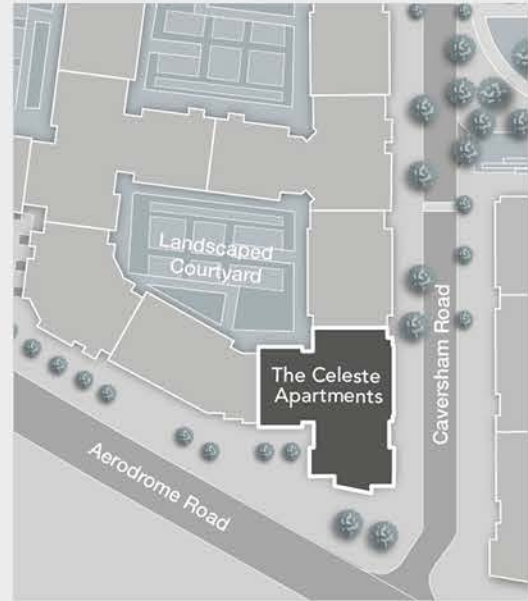 Landscaped
Courtyard
The Celeste
Apartments
Caversham Road
Aerodrome Road